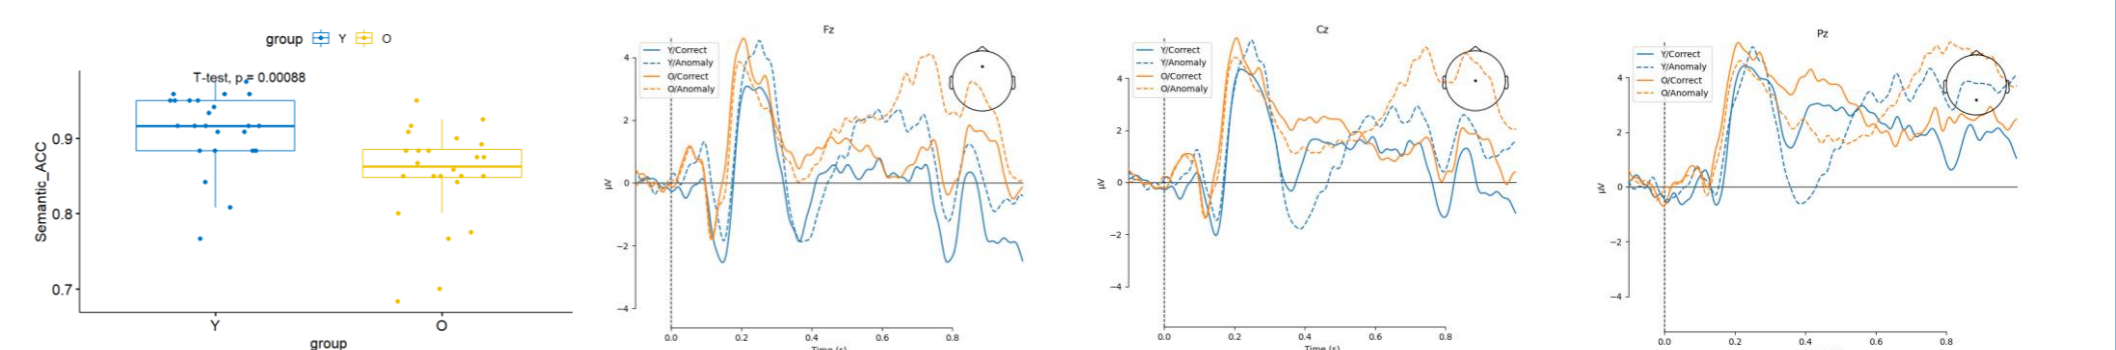 group Y O
T-test, p = 0.00088
Semantic_ACC
0.9
0.8
0.7
Y O
group
Fz
Y/Correct
Y/Anomaly
O/Correct
O/Anomaly
µV
4
2
0
−2
−4
0.0 0.2 0.4 0.6 0.8
Time (s)
Cz
Y/Correct
Y/Anomaly
O/Correct
O/Anomaly
µV
4
2
0
−2
−4
0.0 0.2 0.4 0.6 0.8
Time (s)
Pz
Y/Correct
Y/Anomaly
O/Correct
O/Anomaly
µV
4
2
0
−2
−4
0.0 0.2 0.4 0.6 0.8